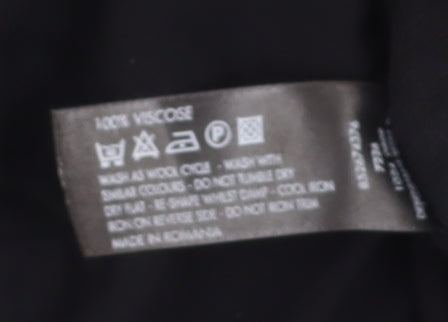 100% VISCOSE
P
WASH AS WOOL CYCLE - WASH WITH
SIMILAR COLOURS - DO NOT TUMBLE DRY
DRY FLAT - RE-SHAPE WHILST DAMP - COOL IRON
IRON ON REVERSE SIDE - DO NOT IRON TRIM
MADE IN ROMANIA